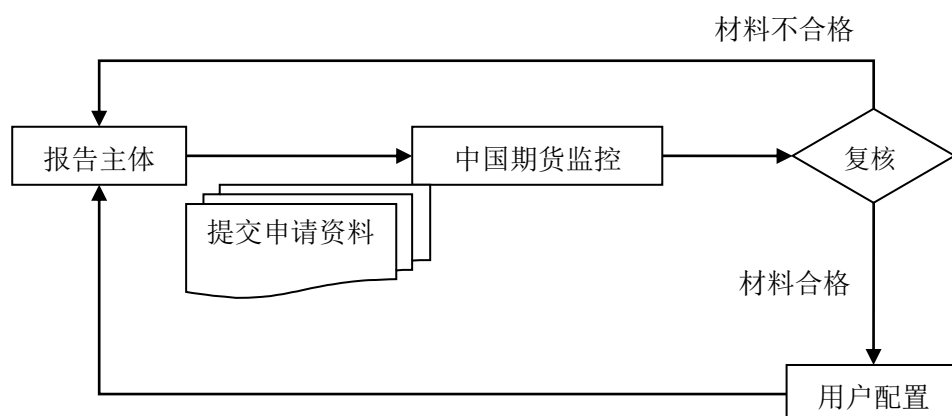 材料不合格
报告主体
中国期货监控
复核
提交申请资料
材料合格
用户配置